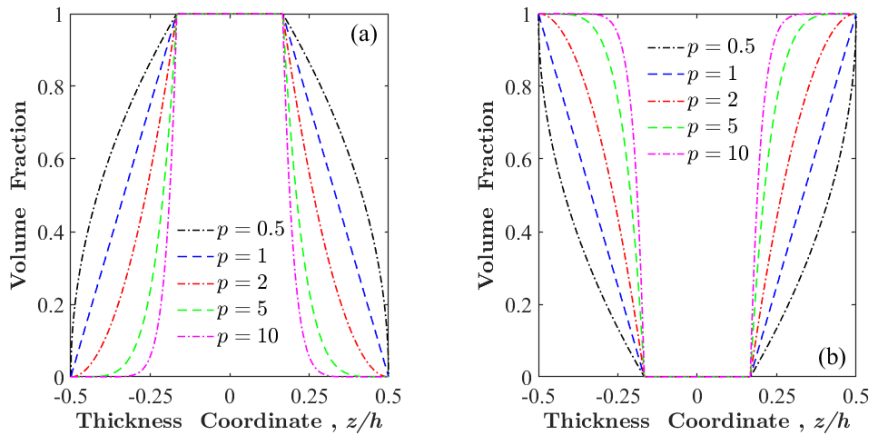 (a)
Volume Fraction
1
0.8
0.6
0.4
0.2
0
p = 0.5
p = 1
p = 2
p = 5
p = 10
-0.5 -0.25 0 0.25 0.5
Thickness Coordinate , z/h
(b)
Volume Fraction
1
0.8
0.6
0.4
0.2
0
p = 0.5
p = 1
p = 2
p = 5
p = 10
-0.5 -0.25 0 0.25 0.5
Thickness Coordinate , z/h